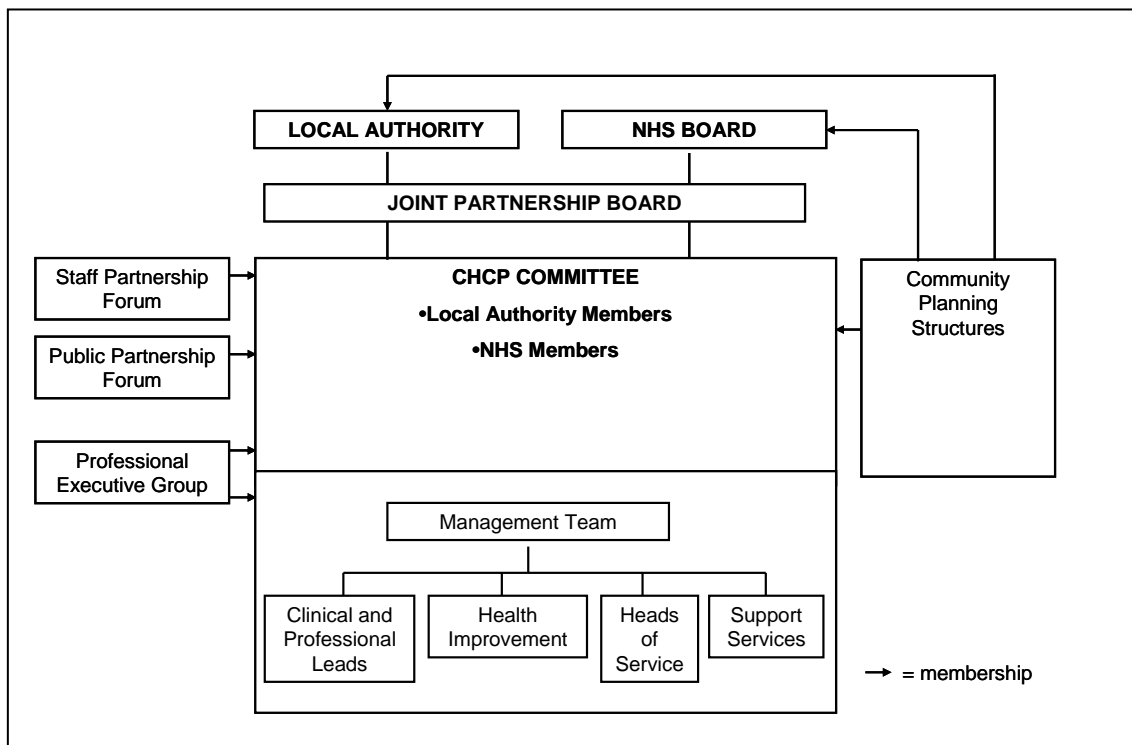 LOCAL AUTHORITY
NHS BOARD
JOINT PARTNERSHIP BOARD
Staff Partnership
Forum
Public Partnership
Forum
Professional
Executive Group
CHCP COMMITTEE
•Local Authority Members
•NHS Members
Community
Planning
Structures
Management Team
Clinical and
Professional
Leads
Health
Improvement
Heads
of
Service
Support
Services
= membership